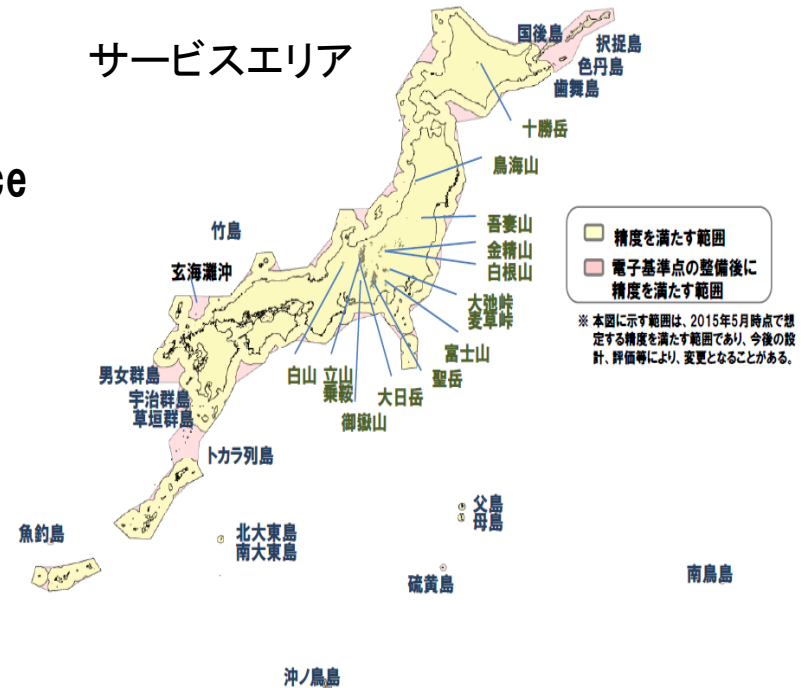 サービスエリア
ce
国後島
択捉島
色丹島
歯舞島
十勝岳
鳥海山
竹島
吾妻山
金精山
白根山
玄海灘沖
大弛峠
麦草峠
富士山
精度を満たす範囲
電子基準点の整備後に
精度を満たす範囲
※ 本図に示す範囲は、2015年5月時点で想
定する精度を満たす範囲であり、今後の設
計、評価等により、変更となることがある。
男女群島
宇治群島
草垣群島
白山
立山
乗鞍
御嶽山
大日岳
聖岳
トカラ列島
父島
母島
魚釣島
北大東島
南大東島
硫黄島
南鳥島
沖ノ鳥島